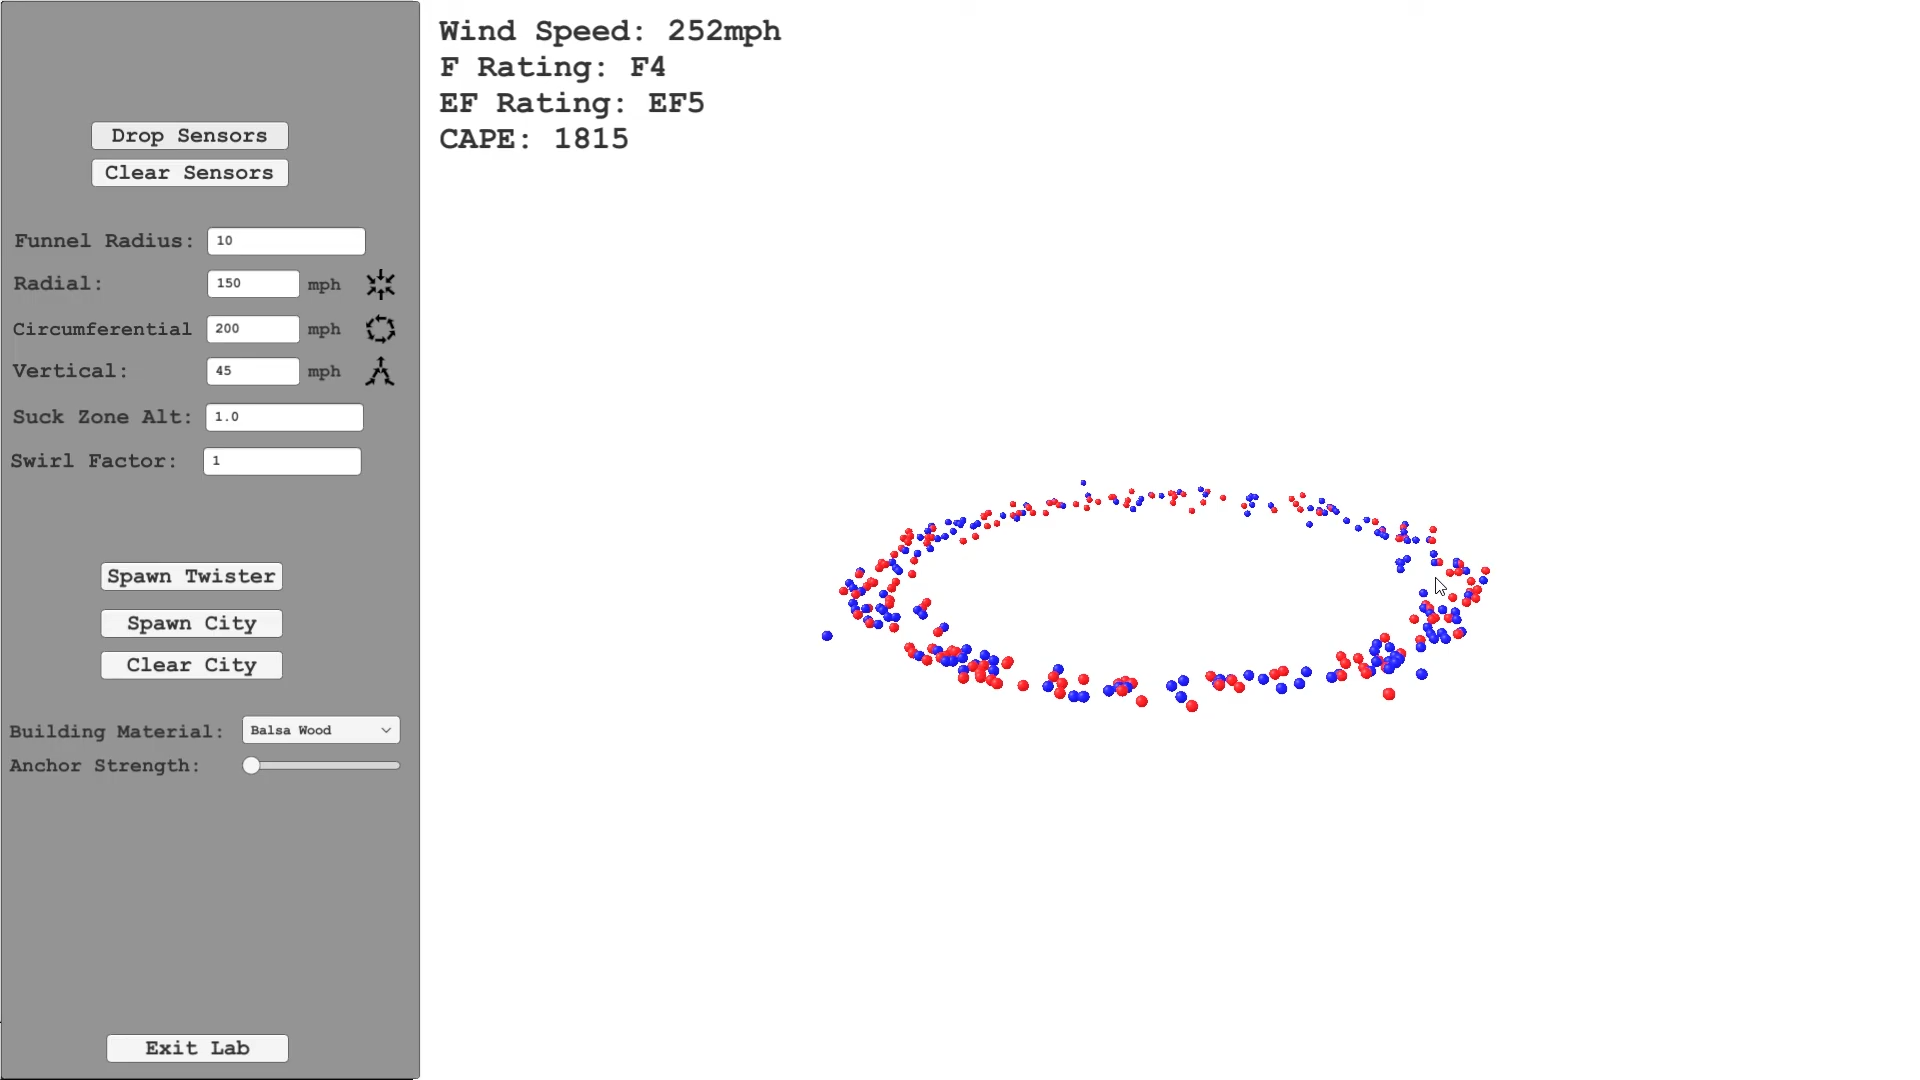 Wind Speed: 252mph
F Rating: F4
EF Rating: EF5
CAPE: 1815
Drop Sensors
Clear Sensors
Funnel Radius: 10
Radial: 150 mph
Circumferential 200 mph
Vertical: 45 mph
Suck Zone Alt: 1.0
Swirl Factor: 1
Spawn Twister
Spawn City
Clear City
Building Material: Balsa Wood
Anchor Strength:
Exit Lab